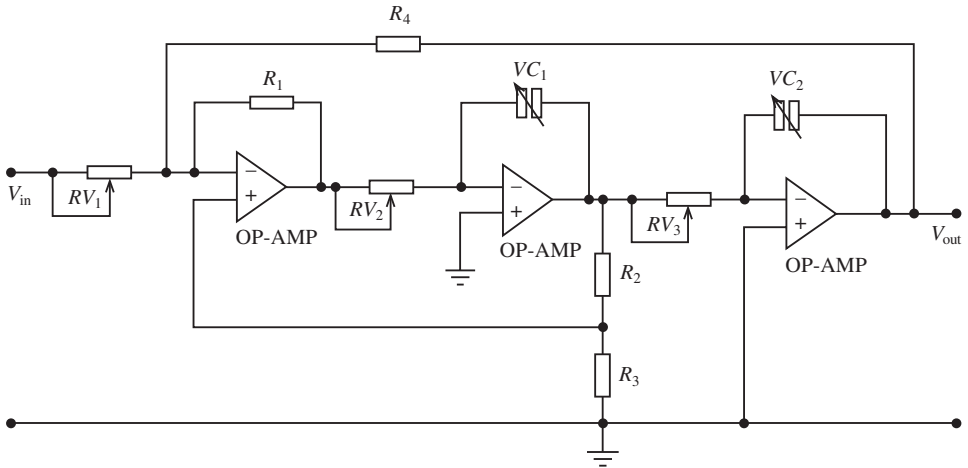 R4
R1
VC1
VC2
Vin
RV1
−
+
OP-AMP
RV2
−
+
OP-AMP
RV3
−
+
OP-AMP
Vout
R2
R3